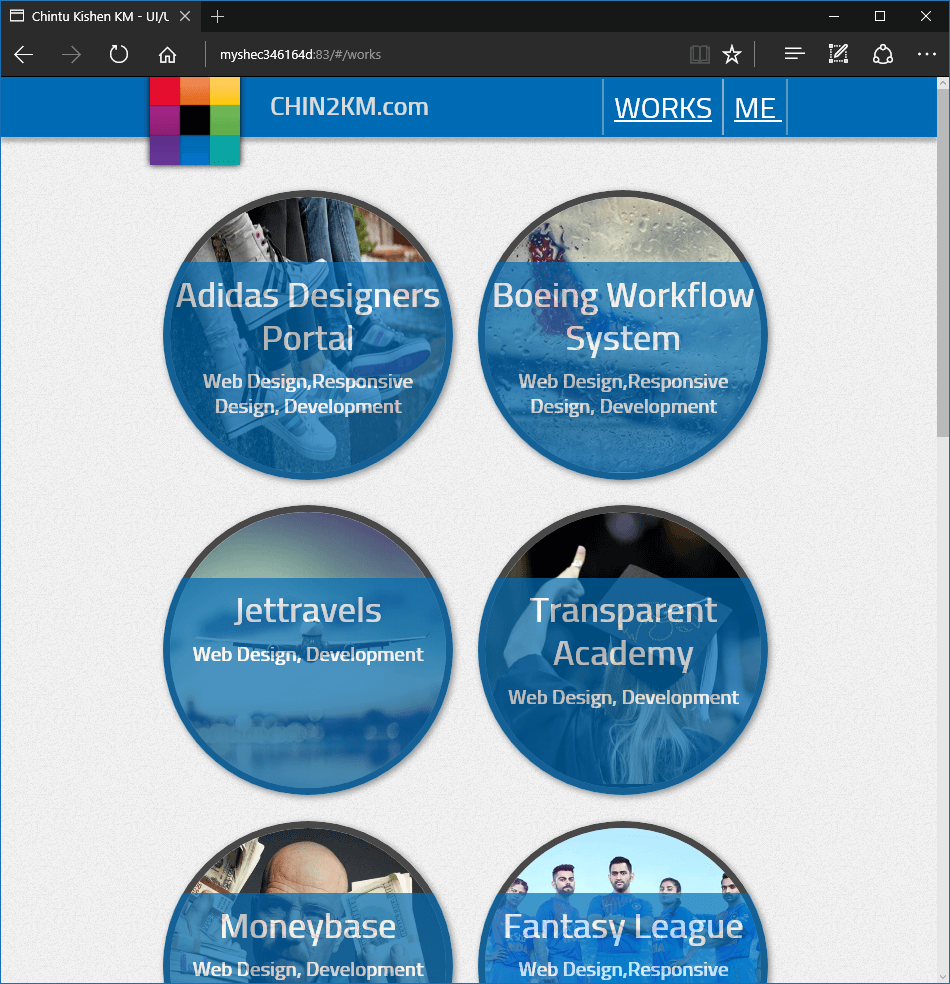 Chintu Kishen KM - UI/U
myshec346164d:83/#/works
CHIN2KM.com
WORKS
ME
Adidas Designers
Portal
Web Design,Responsive
Design, Development
Boeing Workflow
System
Web Design,Responsive
Design, Development
Jettravels
Web Design, Development
Transparent
Academy
Web Design, Development
Moneybase
Web Design, Development
Fantasy League
Web Design,Responsive